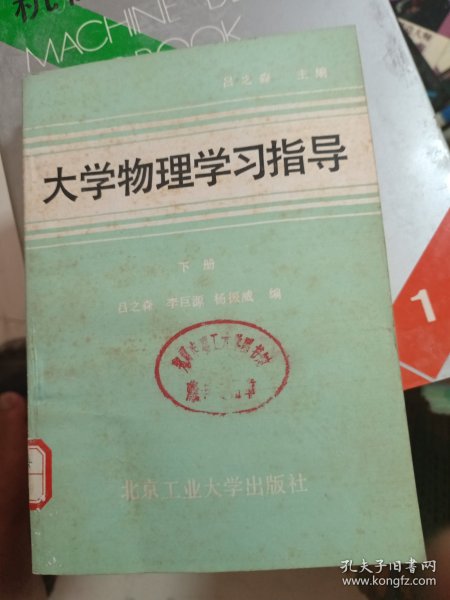 MACHINE DE
BOOK
吕之森 主编
大学物理学习指导
下册
吕之森 李巨源 杨振威 编
北京工业大学出版社
1
孔夫子旧书网
www.kongfz.com